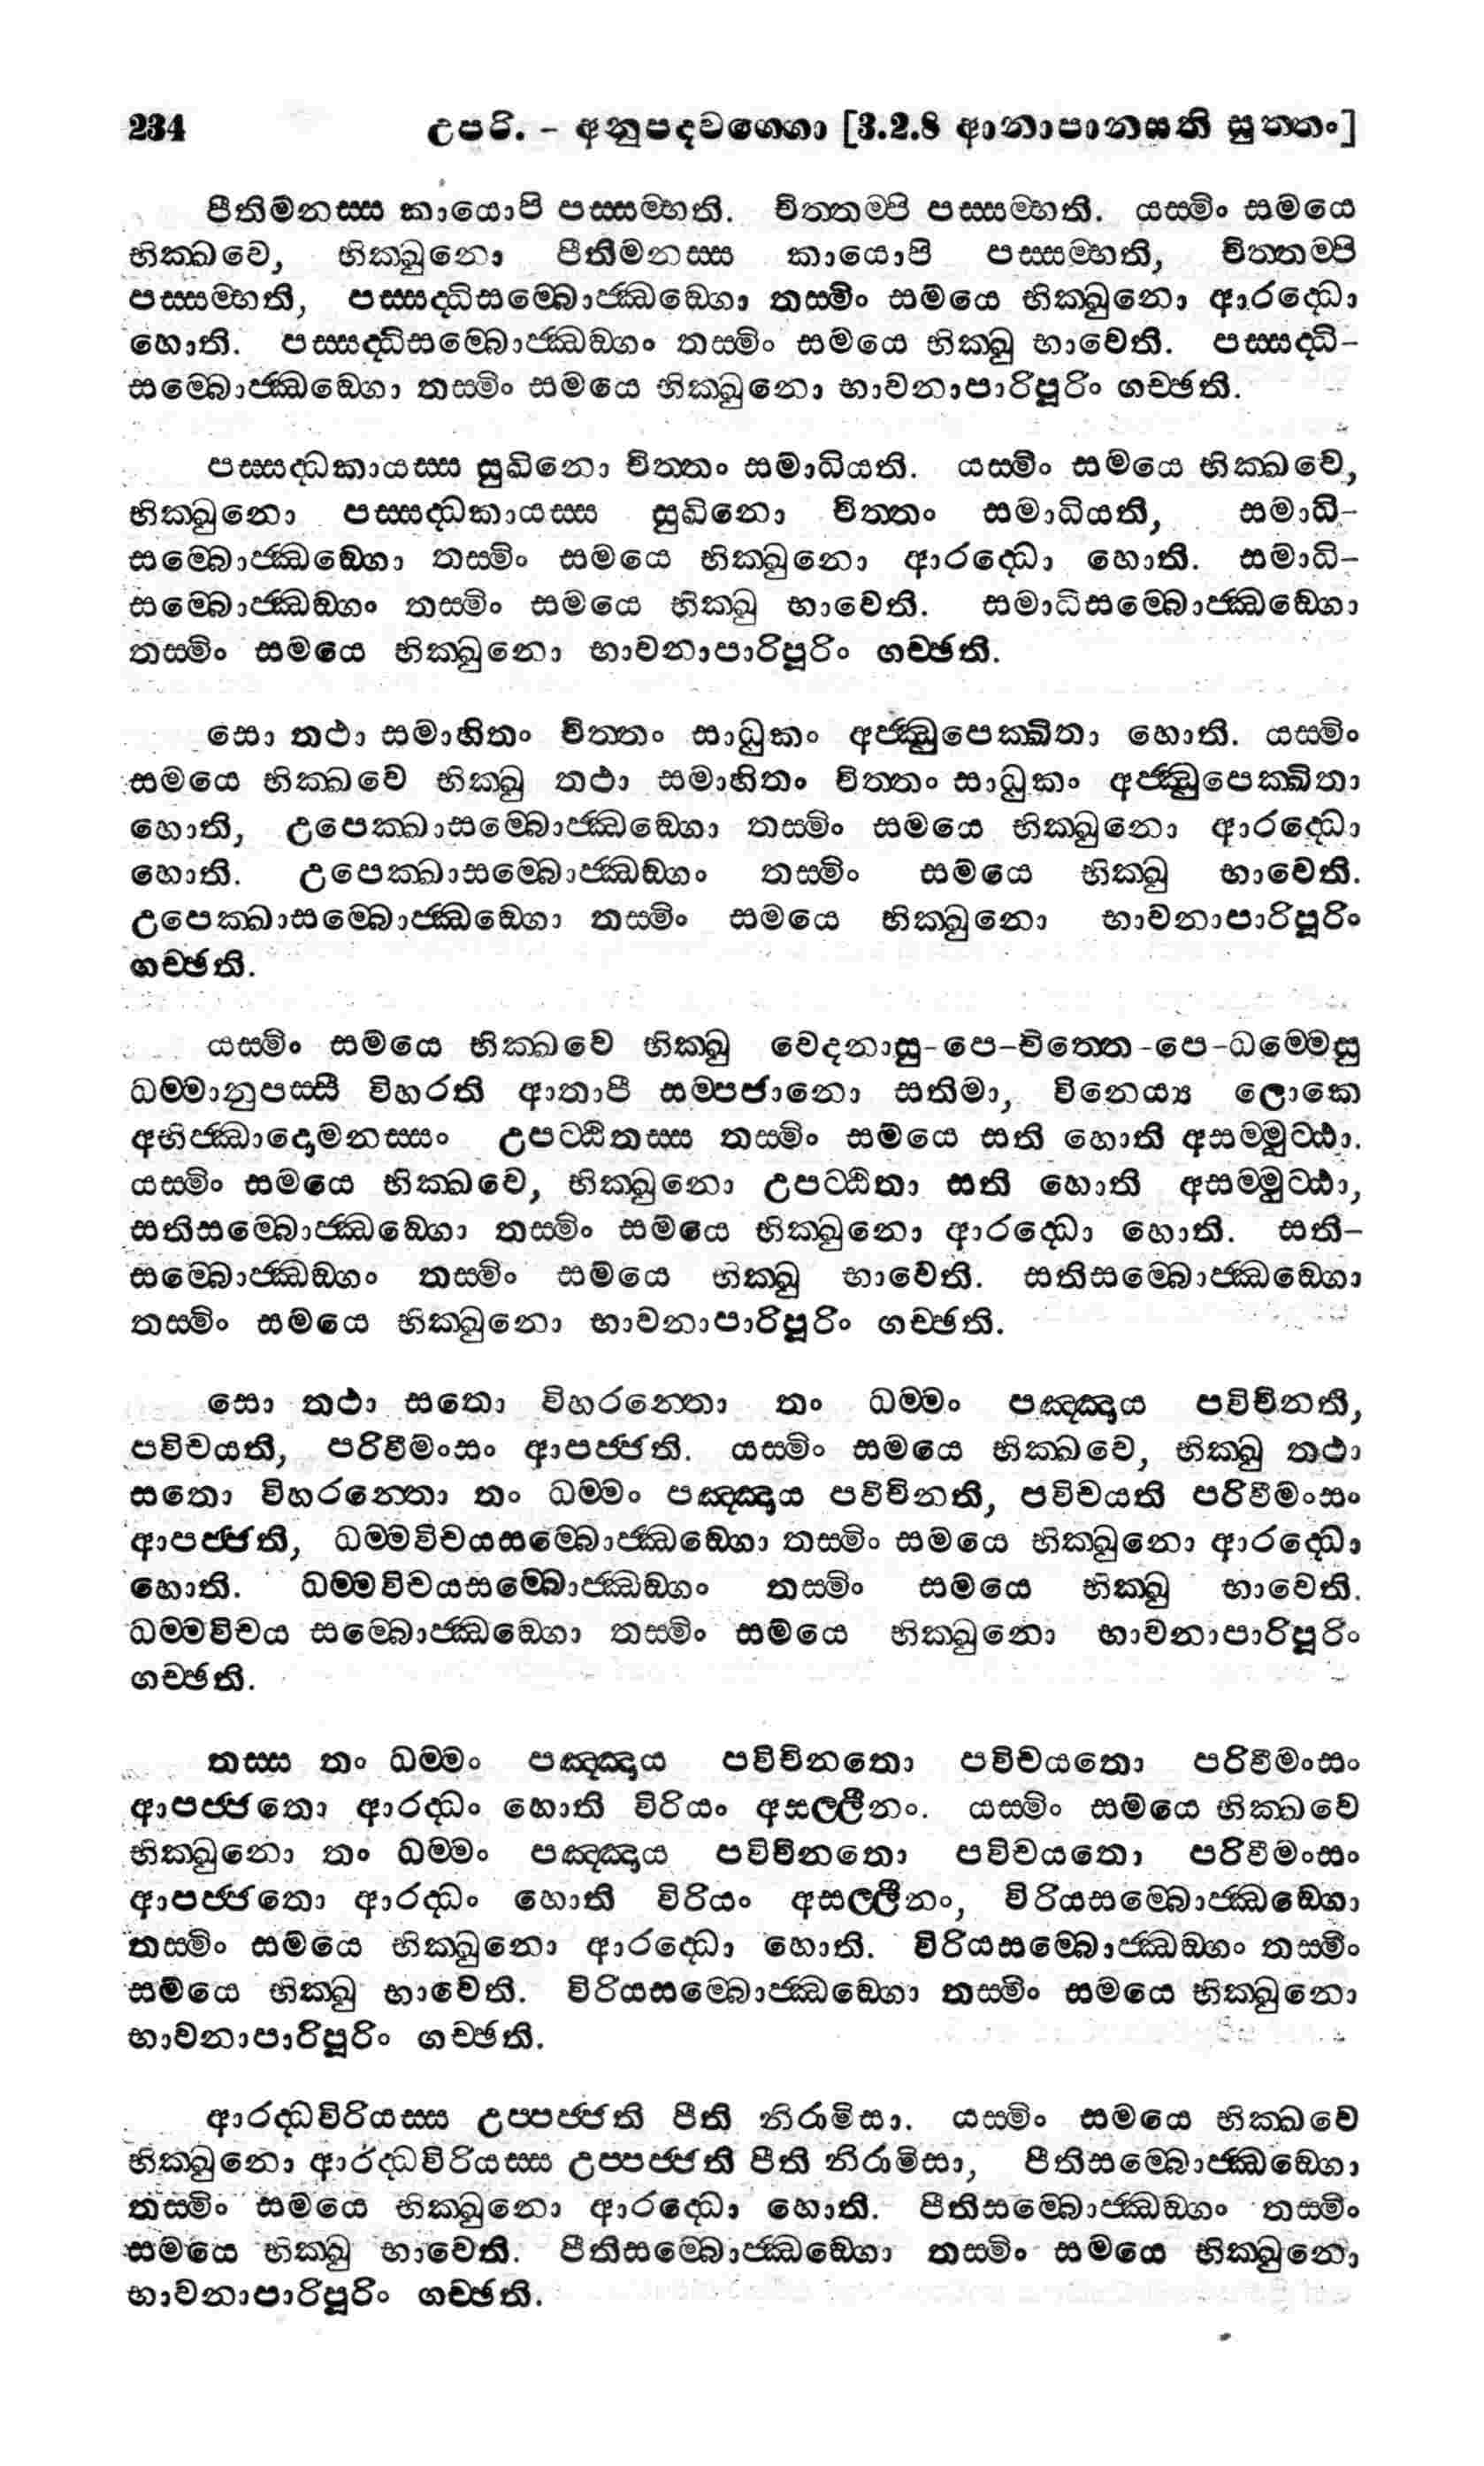 234 උපරි. - අනුපදවග්ගො [3.2.8 ආනාපානසති සුත්තං]
පීතිමනස්ස කායොපි පස්සම්භති. චිත්තම්පි පස්සම්භති. යස්මිං සමයෙ
භික්ඛවෙ, භික්ඛුනො පීතිමනස්ස කායොපි පස්සම්භති, චිත්තම්පි
පස්සම්භති, පස්සද්ධිසම්බොජ්ඣඞ්ගො තස්මිං සමයෙ භික්ඛුනො ආරද්ධො
හොති. පස්සද්ධිසම්බොජ්ඣඞ්ගං තස්මිං සමයෙ භික්ඛු භාවෙති. පස්සද්ධි-
සම්බොජ්ඣඞ්ගො තස්මිං සමයෙ භික්ඛුනො භාවනාපාරිපූරිං ගච්ඡති.
පස්සද්ධකායස්ස සුඛිනො චිත්තං සමාධියති. යස්මිං සමයෙ භික්ඛවෙ,
භික්ඛුනො පස්සද්ධකායස්ස සුඛිනො චිත්තං සමාධියති, සමාධි-
සම්බොජ්ඣඞ්ගො තස්මිං සමයෙ භික්ඛුනො ආරද්ධො හොති. සමාධි-
සම්බොජ්ඣඞ්ගං තස්මිං සමයෙ භික්ඛු භාවෙති. සමාධිසම්බොජ්ඣඞ්ගො
තස්මිං සමයෙ භික්ඛුනො භාවනාපාරිපූරිං ගච්ඡති.
සො තථා සමාහිතං චිත්තං සාධුකං අජ්ඣුපෙක්ඛිතා හොති. යස්මිං
සමයෙ භික්ඛවෙ භික්ඛු තථා සමාහිතං චිත්තං සාධුකං අජ්ඣුපෙක්ඛිතා
හොති, උපෙක්ඛාසම්බොජ්ඣඞ්ගො තස්මිං සමයෙ භික්ඛුනො ආරද්ධො
හොති. උපෙක්ඛාසම්බොජ්ඣඞ්ගං තස්මිං සමයෙ භික්ඛු භාවෙති.
උපෙක්ඛාසම්බොජ්ඣඞ්ගො තස්මිං සමයෙ භික්ඛුනො භාවනාපාරිපූරිං
ගච්ඡති.
යස්මිං සමයෙ භික්ඛවෙ භික්ඛු වෙදනාසු-පෙ-චිත්තෙ-පෙ-ධම්මෙසු
ධම්මානුපස්සී විහරති ආතාපී සම්පජානො සතිමා, විනෙය්‍ය ලොකෙ
අභිජ්ඣාදොමනස්සං උපට්ඨිතස්ස තස්මිං සමයෙ සති හොති අසම්මුට්ඨා.
යස්මිං සමයෙ භික්ඛවෙ, භික්ඛුනො උපට්ඨිතා සති හොති අසම්මුට්ඨා,
සතිසම්බොජ්ඣඞ්ගො තස්මිං සමයෙ භික්ඛුනො ආරද්ධො හොති. සති-
සම්බොජ්ඣඞ්ගං තස්මිං සමයෙ භික්ඛු භාවෙති. සතිසම්බොජ්ඣඞ්ගො
තස්මිං සමයෙ භික්ඛුනො භාවනාපාරිපූරිං ගච්ඡති.
සො තථා සතො විහරන්තො තං ධම්මං පඤ්ඤාය පවිචිනති,
පවිචයති, පරිවීමංසං ආපජ්ජති. යස්මිං සමයෙ භික්ඛවෙ, භික්ඛු තථා
සතො විහරන්තො තං ධම්මං පඤ්ඤාය පවිචිනති, පවිචයති පරිවීමංසං
ආපජ්ජති, ධම්මවිචයසම්බොජ්ඣඞ්ගො තස්මිං සමයෙ භික්ඛුනො ආරද්ධො
හොති. ධම්මවිචයසම්බොජ්ඣඞ්ගං තස්මිං සමයෙ භික්ඛු භාවෙති.
ධම්මවිචය සම්බොජ්ඣඞ්ගො තස්මිං සමයෙ භික්ඛුනො භාවනාපාරිපූරිං
ගච්ඡති.
තස්ස තං ධම්මං පඤ්ඤාය පවිචිනතො පවිචයතො පරිවීමංසං
ආපජ්ජතො ආරද්ධං හොති විරියං අසල්ලීනං. යස්මිං සමයෙ භික්ඛවෙ
භික්ඛුනො තං ධම්මං පඤ්ඤාය පවිචිනතො පවිචයතො පරිවීමංසං
ආපජ්ජතො ආරද්ධං හොති විරියං අසල්ලීනං, විරියසම්බොජ්ඣඞ්ගො
තස්මිං සමයෙ භික්ඛුනො ආරද්ධො හොති. විරියසම්බොජ්ඣඞ්ගං තස්මිං
සමයෙ භික්ඛු භාවෙති. විරියසම්බොජ්ඣඞ්ගො තස්මිං සමයෙ භික්ඛුනො
භාවනාපාරිපූරිං ගච්ඡති.
ආරද්ධවිරියස්ස උප්පජ්ජති පීති නිරාමිසා. යස්මිං සමයෙ භික්ඛවෙ
භික්ඛුනො ආරද්ධවිරියස්ස උප්පජ්ජති පීති නිරාමිසා, පීතිසම්බොජ්ඣඞ්ගො
තස්මිං සමයෙ භික්ඛුනො ආරද්ධො හොති. පීතිසම්බොජ්ඣඞ්ගං තස්මිං
සමයෙ භික්ඛු භාවෙති. පීතිසම්බොජ්ඣඞ්ගො තස්මිං සමයෙ භික්ඛුනො
භාවනාපාරිපූරිං ගච්ඡති.